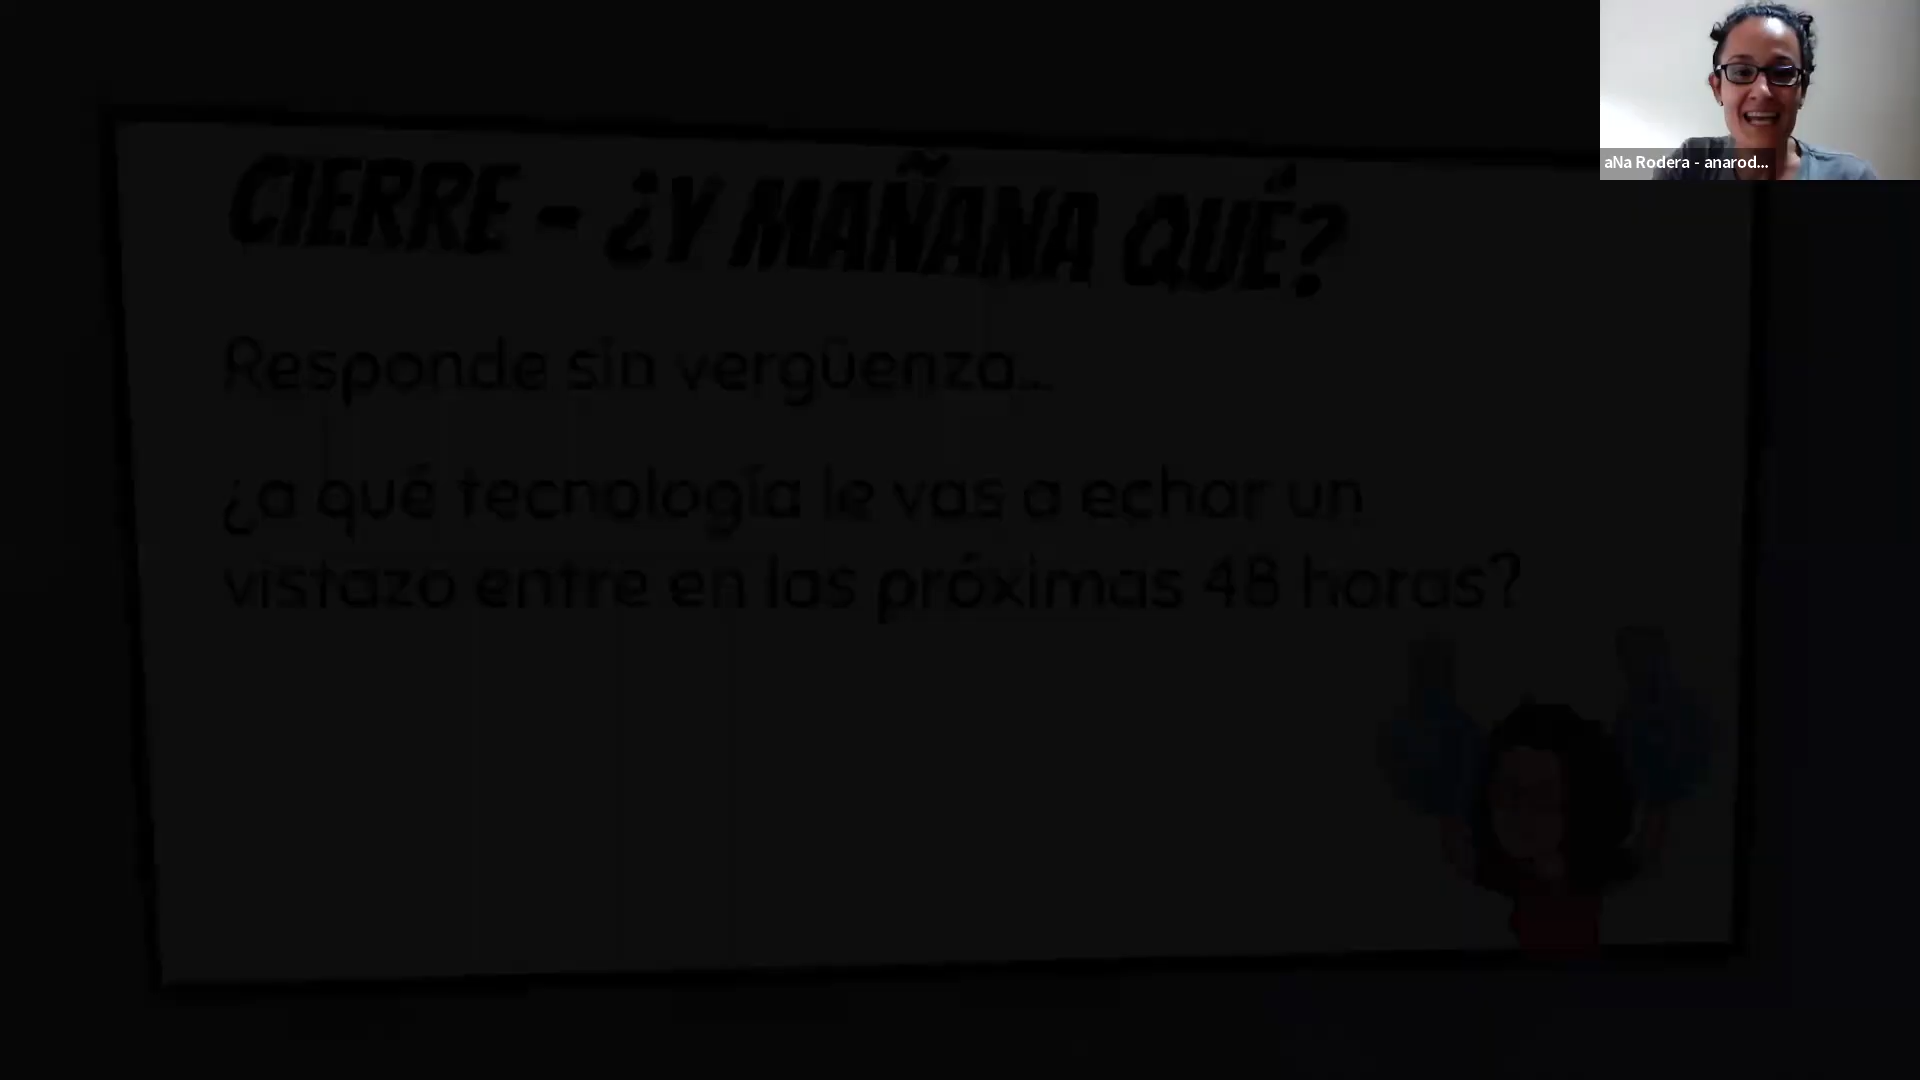 aNa Rodera - anarod...
CIERRE - ¿Y MAÑANA QUÉ?
Responde sin vergüenza...
¿a qué tecnología le vas a echar un
vistazo entre en las próximas 48 horas?